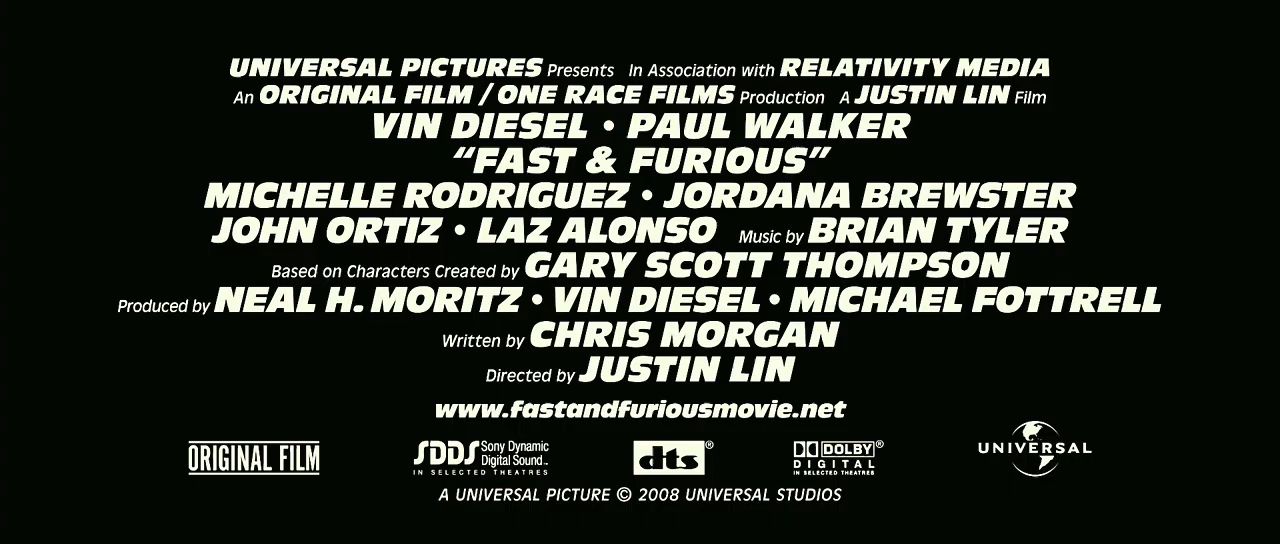 UNIVERSAL PICTURES Presents In Association with RELATIVITY MEDIA
An ORIGINAL FILM / ONE RACE FILMS Production A JUSTIN LIN Film
VIN DIESEL • PAUL WALKER
“FAST & FURIOUS”
MICHELLE RODRIGUEZ • JORDANA BREWSTER
JOHN ORTIZ • LAZ ALONSO Music by BRIAN TYLER
Based on Characters Created by GARY SCOTT THOMPSON
Produced by NEAL H. MORITZ • VIN DIESEL • MICHAEL FOTTRELL
Written by CHRIS MORGAN
Directed by JUSTIN LIN
www.fastandfuriousmovie.net
ORIGINAL FILM
SDDS Sony Dynamic
Digital Sound™
IN SELECTED THEATRES
dts®
DOLBY®
DIGITAL
IN SELECTED THEATRES
UNIVERSAL
A UNIVERSAL PICTURE © 2008 UNIVERSAL STUDIOS